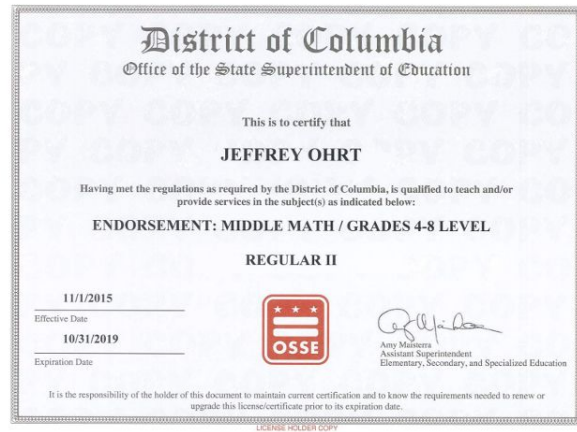 District of Columbia
Office of the State Superintendent of Education
This is to certify that
JEFFREY OHRT
Having met the regulations as required by the District of Columbia, is qualified to teach and/or
provide services in the subject(s) as indicated below:
ENDORSEMENT: MIDDLE MATH / GRADES 4-8 LEVEL
REGULAR II
11/1/2015
Effective Date
10/31/2019
Expiration Date
OSSE
Amy Maisterra
Assistant Superintendent
Elementary, Secondary, and Specialized Education
It is the responsibility of the holder of this document to maintain current certification and to know the requirements needed to renew or
upgrade this license/certificate prior to its expiration date.
LICENSE HOLDER COPY